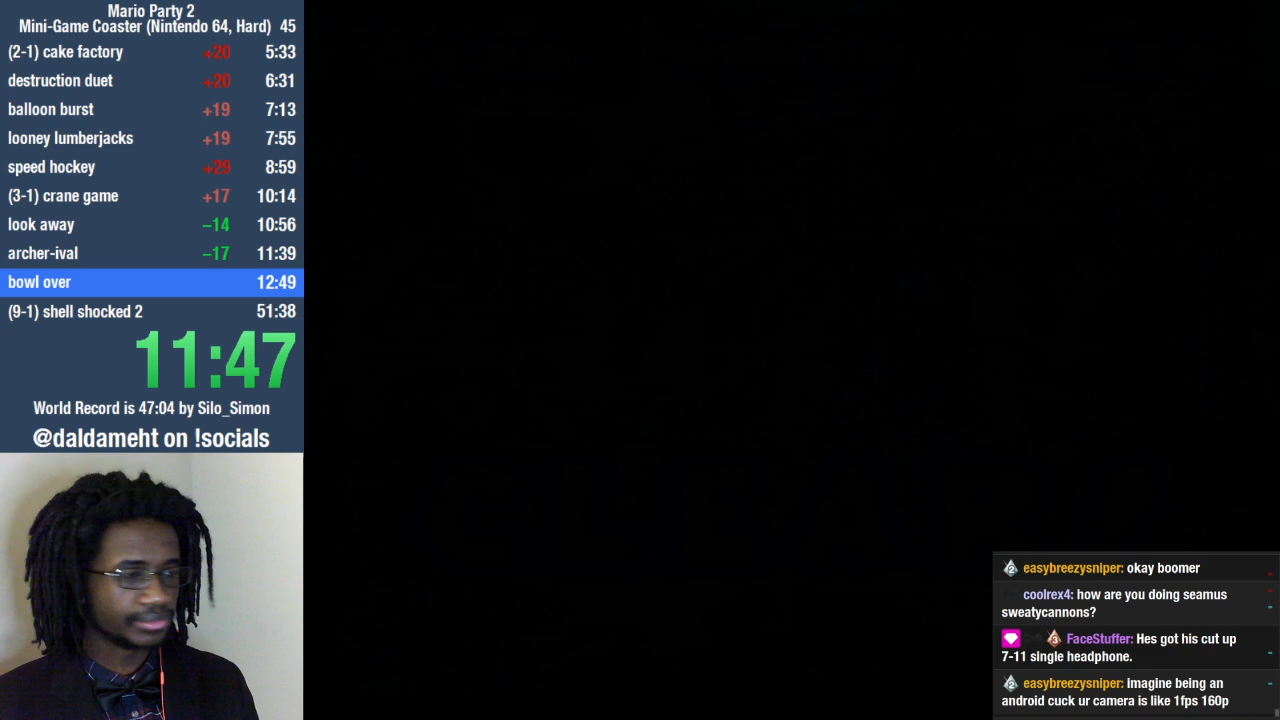 Mario Party 2
Mini-Game Coaster (Nintendo 64, Hard) 45
(2-1) cake factory +20 5:33
destruction duet +20 6:31
balloon burst +19 7:13
looney lumberjacks +19 7:55
speed hockey +29 8:59
(3-1) crane game +17 10:14
look away −14 10:56
archer-ival −17 11:39
bowl over 12:49
(9-1) shell shocked 2 51:38
11:47
World Record is 47:04 by Silo_Simon
@daldameht on !socials
2 easybreezysniper: okay boomer
coolrex4: how are you doing seamus
sweatycannons?
3 FaceStuffer: Hes got his cut up
7-11 single headphone.
2 easybreezysniper: imagine being an
android cuck ur camera is like 1fps 160p